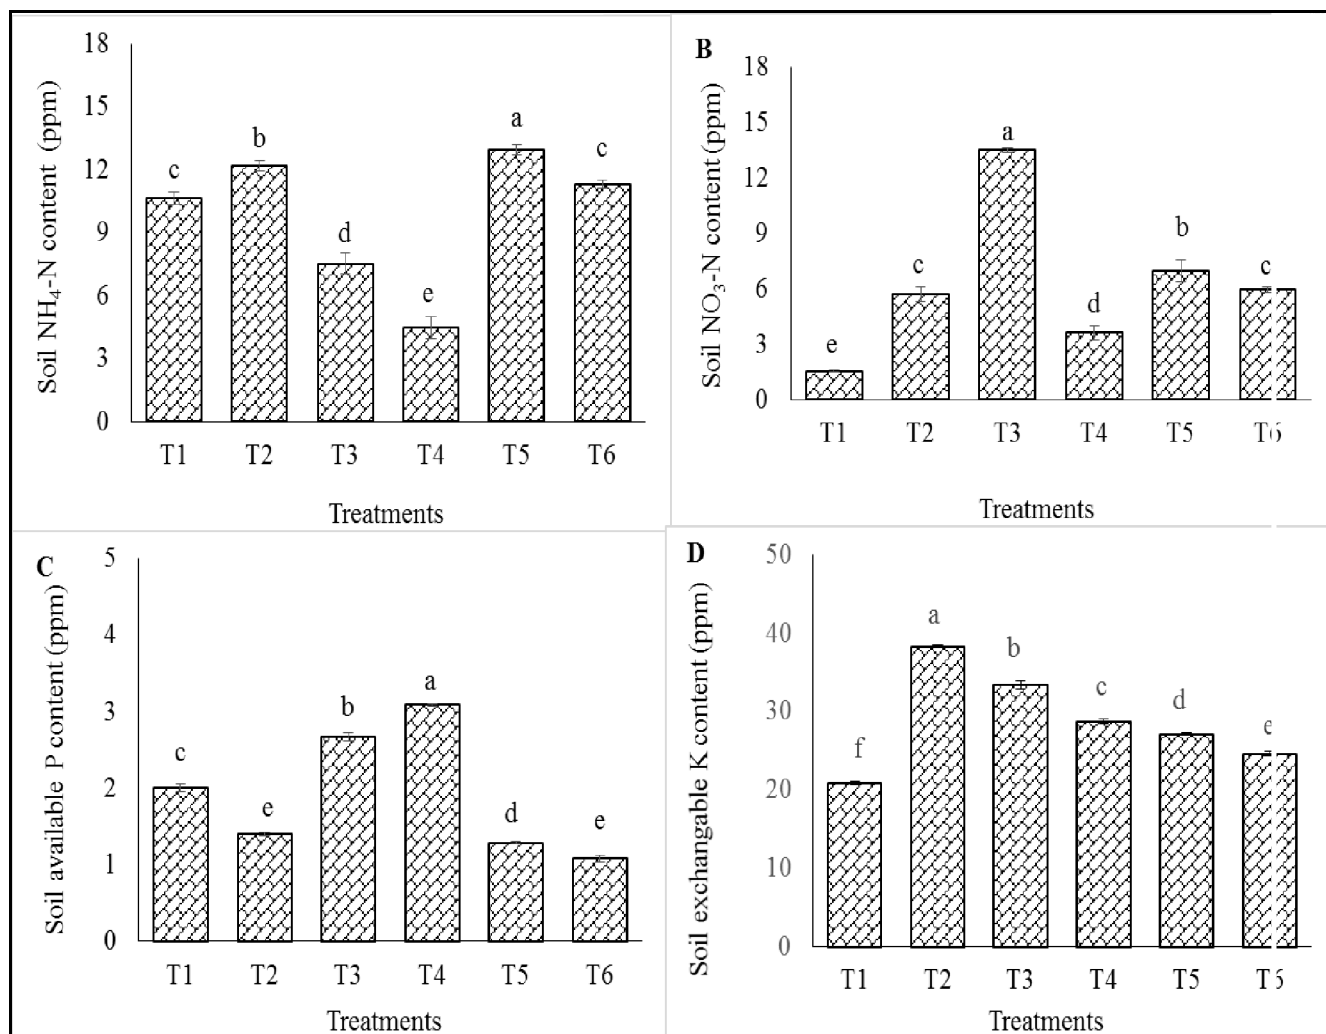 18
15
12
9
6
3
0
Soil NH₄-N content (ppm)
c
b
d
e
a
c
T1 T2 T3 T4 T5 T6
Treatments
B
18
15
12
9
6
3
0
Soil NO₃-N content (ppm)
e
c
a
d
b
c
T1 T2 T3 T4 T5 T6
Treatments
C
5
4
3
2
1
0
Soil available P content (ppm)
c
e
b
a
d
e
T1 T2 T3 T4 T5 T6
Treatments
D
50
40
30
20
10
0
Soil exchangable K content (ppm)
f
a
b
c
d
e
T1 T2 T3 T4 T5 T6
Treatments